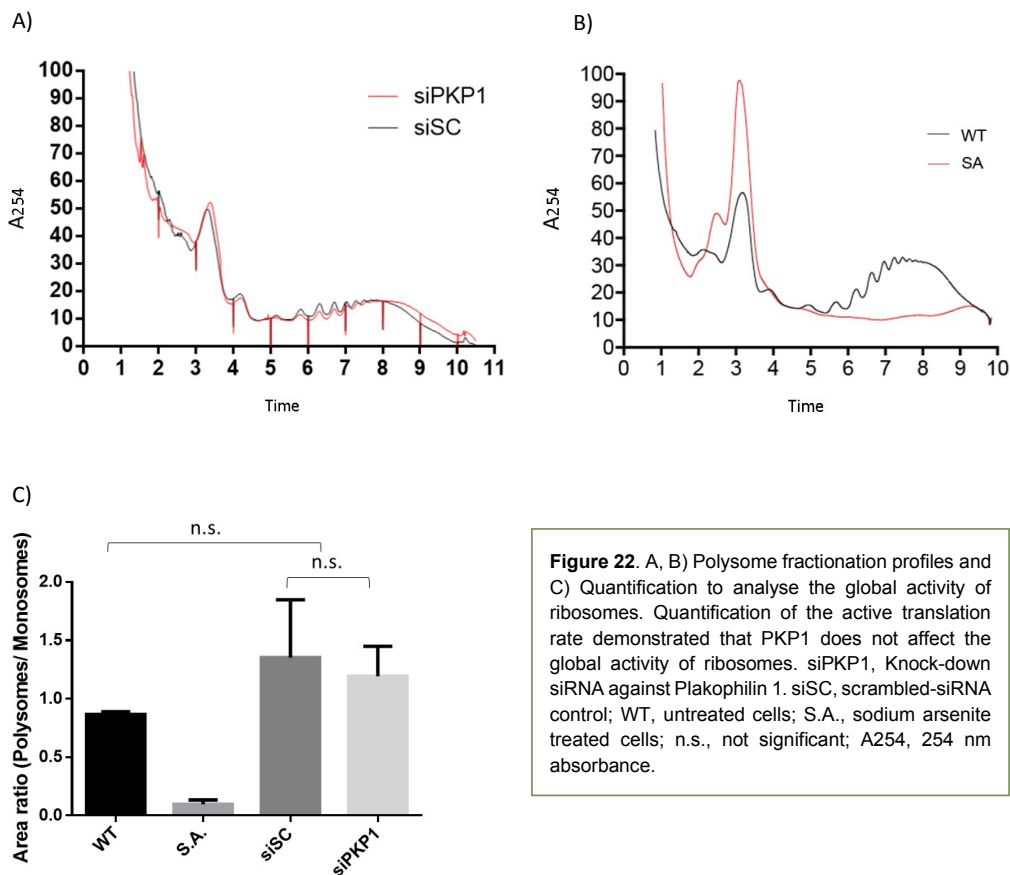 A)
A254
100
90
80
70
60
50
40
30
20
10
0
siPKP1
siSC
0 1 2 3 4 5 6 7 8 9 10 11
Time
B)
A254
100
90
80
70
60
50
40
30
20
10
0
WT
SA
0 1 2 3 4 5 6 7 8 9 10
Time
C)
n.s.
n.s.
Area ratio (Polysomes/ Monosomes)
2.0
1.5
1.0
0.5
0.0
WT S.A. siSC siPKP1
Figure 22. A, B) Polysome fractionation profiles and
C) Quantification to analyse the global activity of
ribosomes. Quantification of the active translation
rate demonstrated that PKP1 does not affect the
global activity of ribosomes. siPKP1, Knock-down
siRNA against Plakophilin 1. siSC, scrambled-siRNA
control; WT, untreated cells; S.A., sodium arsenite
treated cells; n.s., not significant; A254, 254 nm
absorbance.